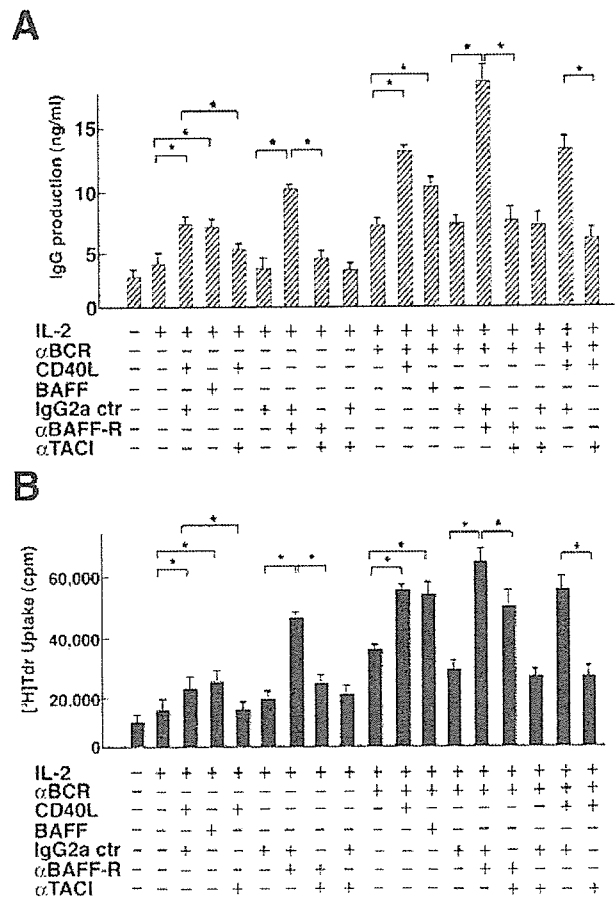 A
IgG production (ng/ml)
15
10
5
0
IL-2 − + + + + + + + + + + + + + + + + +
αBCR − − − − − − − − − + + + + + + + + +
CD40L − − + − + − − − − − + − − − − − + +
BAFF − − − + − − − − − − − + − − − − − −
IgG2a ctr − − + − − + + − + − − − + + − + + −
αBAFF-R − − − − − − + + − − − − − + + − − −
αTACI − − − − + − − + + − − − − − + + − +
B
[³H]Tdr Uptake (cpm)
60,000
40,000
20,000
0
IL-2 − + + + + + + + + + + + + + + + + +
αBCR − − − − − − − − − + + + + + + + + +
CD40L − − + − + − − − − − + − − − − − + +
BAFF − − − + − − − − − − − + − − − − − −
IgG2a ctr − − + − − + + − + − − − + + − + + −
αBAFF-R − − − − − − + + − − − − − + + − − −
αTACI − − − − + − − + + − − − − − + + − +